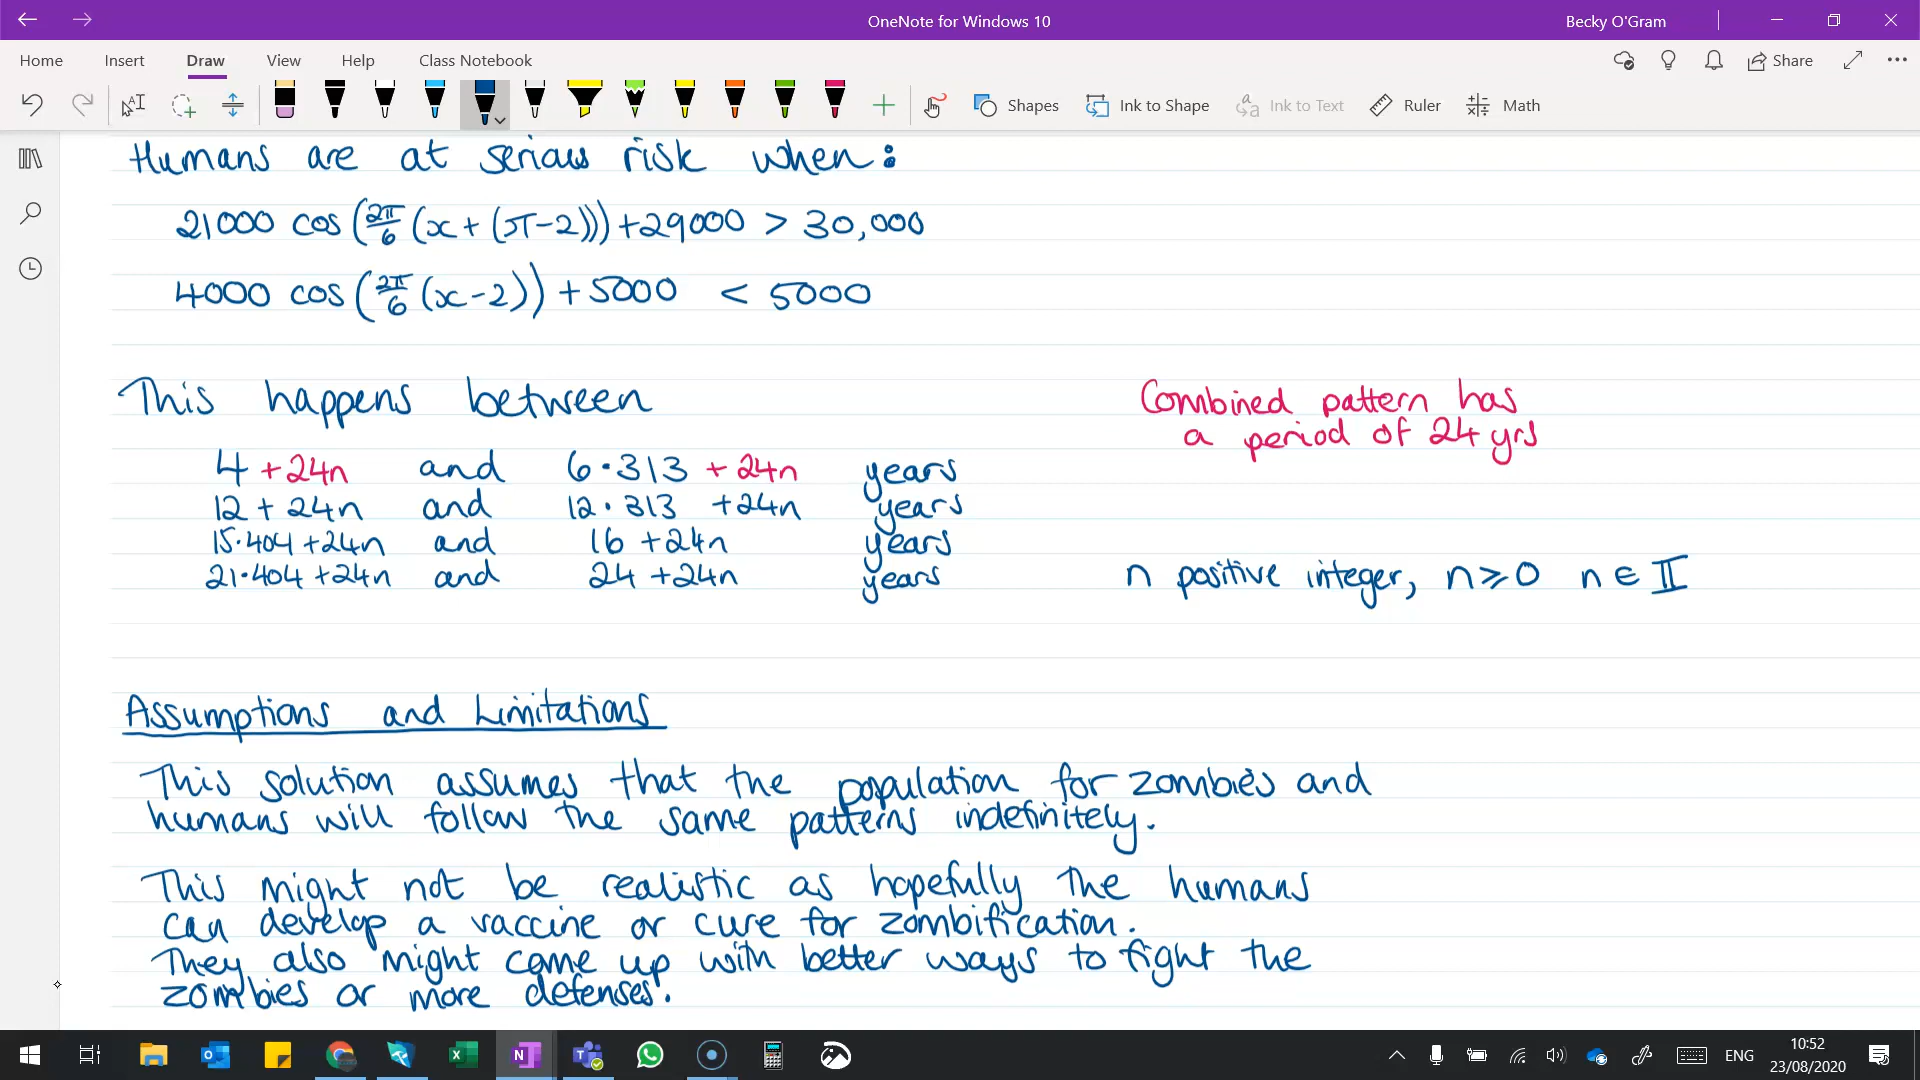 OneNote for Windows 10
Becky O'Gram
Home Insert Draw View Help Class Notebook
Share
Shapes Ink to Shape Ink to Text Ruler Math
Humans are at serious risk when:
21000 cos(2π/6 (x + (π-2))) + 29000 > 30,000
4000 cos(2π/6 (x-2)) + 5000 < 5000
This happens between
Combined pattern has
a period of 24 yrs
4 + 24n and 6.313 + 24n years
12 + 24n and 12.313 + 24n years
15.404 + 24n and 16 + 24n years
21.404 + 24n and 24 + 24n years
n positive integer, n ⩾ 0 n ∈ II
Assumptions and Limitations
This solution assumes that the population for zombies and
humans will follow the same patterns indefinitely.
This might not be realistic as hopefully the humans
can develop a vaccine or cure for zombification.
They also might come up with better ways to fight the
zombies or more defenses.
ENG
10:52
23/08/2020